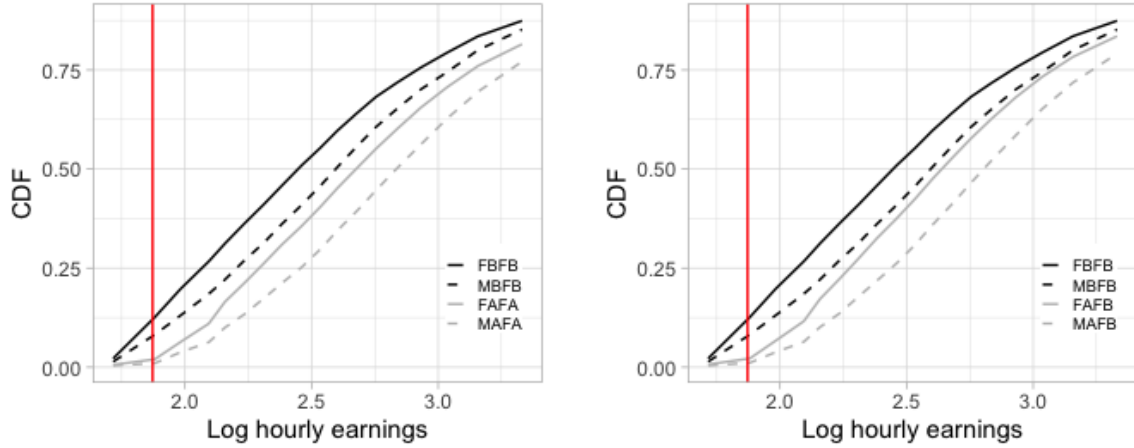 CDF
0.75
0.50
0.25
0.00
FBFB
MBFB
FAFA
MAFA
2.0 2.5 3.0
Log hourly earnings
CDF
0.75
0.50
0.25
0.00
FBFB
MBFB
FAFB
MAFB
2.0 2.5 3.0
Log hourly earnings